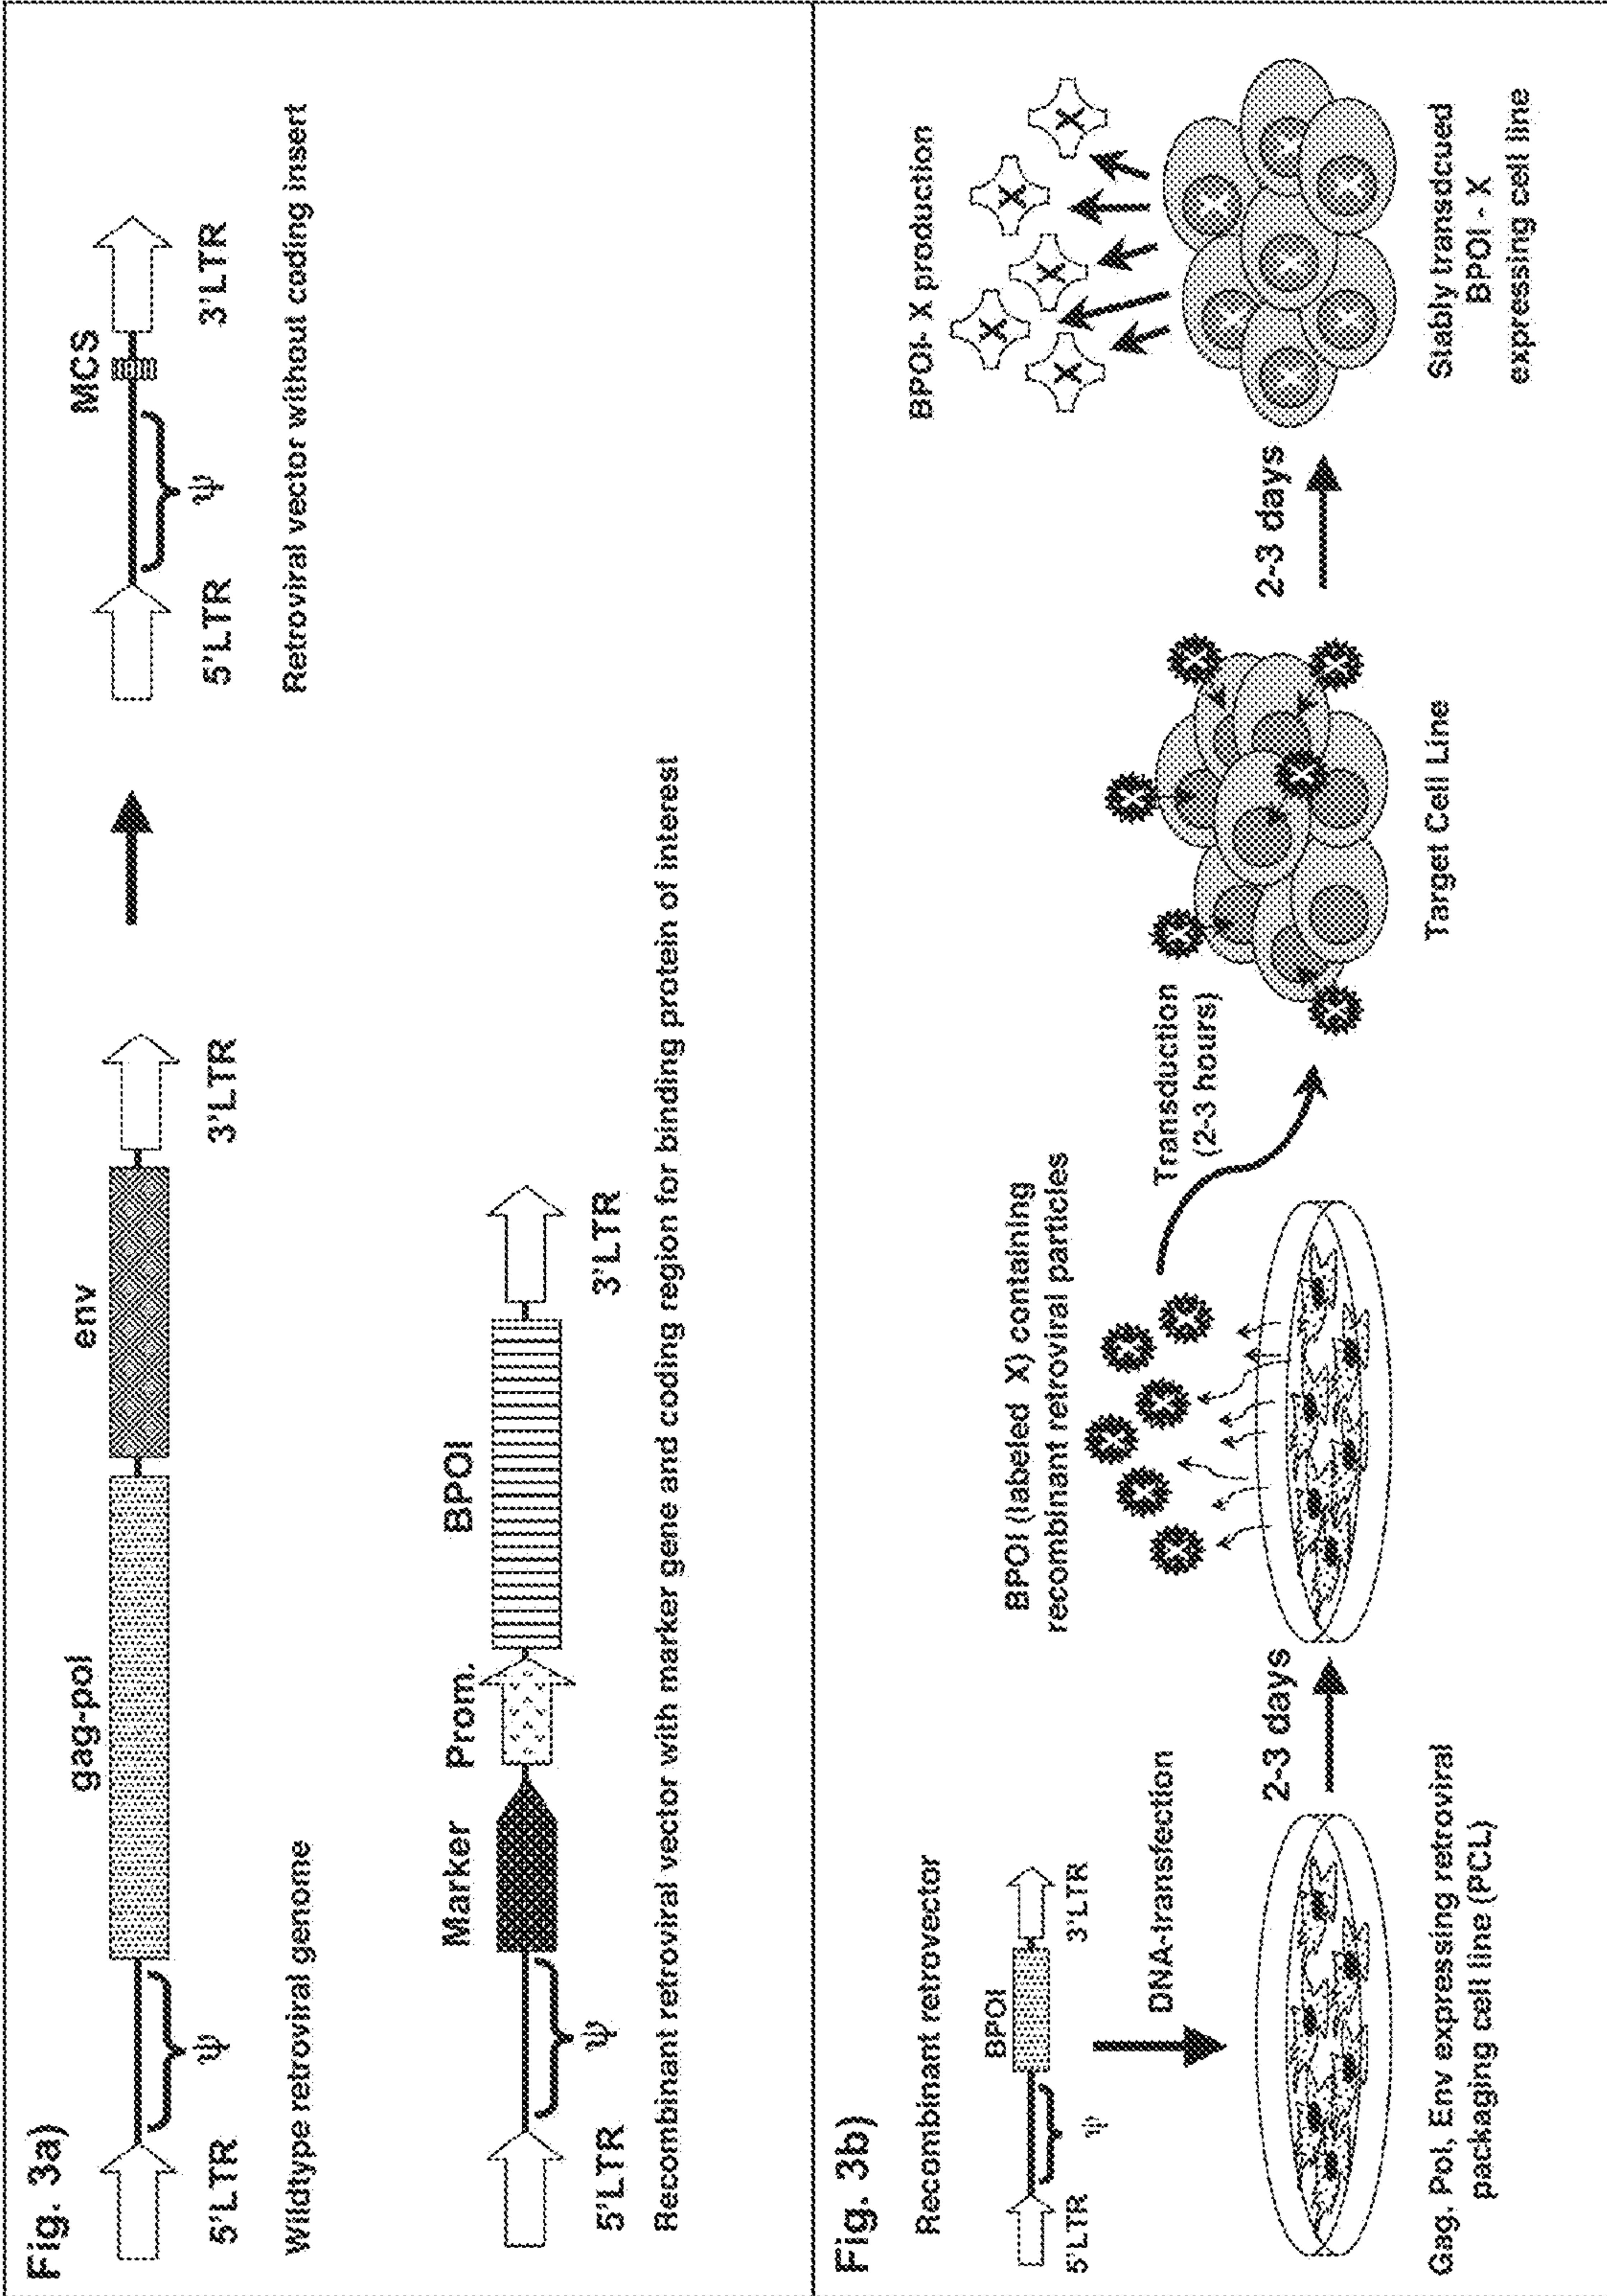 Fig. 3a)
gag-pol
env
MCS
5'LTR
ψ
3'LTR
5'LTR
ψ
3'LTR
Wildtype retroviral genome
Retroviral vector without coding insert
Marker
Prom.
BPOI
5'LTR
ψ
3'LTR
Recombinant retroviral vector with marker gene and coding region for binding protein of interest
Fig. 3b)
Recombinant retrovector
BPOI
5'LTR
ψ
3'LTR
DNA-transfection
Gag, Pol, Env expressing retroviral
packaging cell line (PCL)
2-3 days
BPOI (labeled X) containing
recombinant retroviral particles
X
X
X
X
X
X
Transduction
(2-3 hours)
X
X
X
X
X
X
Target Cell Line
2-3 days
BPOI- X production
X
X
X
X
X
X
X
X
X
X
X
X
Stably transdcued
BPOI - X
expressing cell line